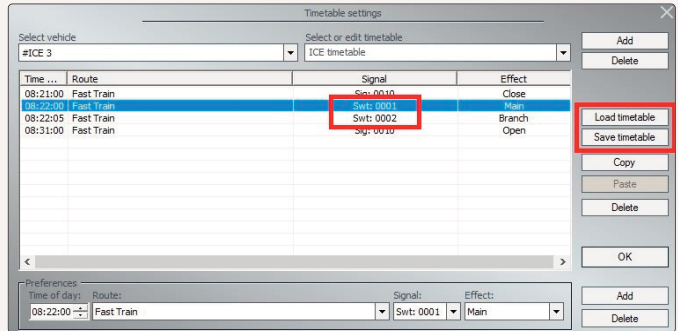 Timetable settings
Select vehicle Select or edit timetable Add
#ICE 3 ICE timetable
Delete
Time ... Route Signal Effect
08:21:00 Fast Train Sig: 0010 Close
08:22:00 Fast Train Swt: 0001 Main
08:22:05 Fast Train Swt: 0002 Branch Load timetable
08:31:00 Fast Train Sig: 0010 Open
Save timetable
Copy
Paste
Delete
OK
Preferences
Time of day: Route: Signal: Effect: Add
08:22:00 Fast Train Swt: 0001 Main
Delete